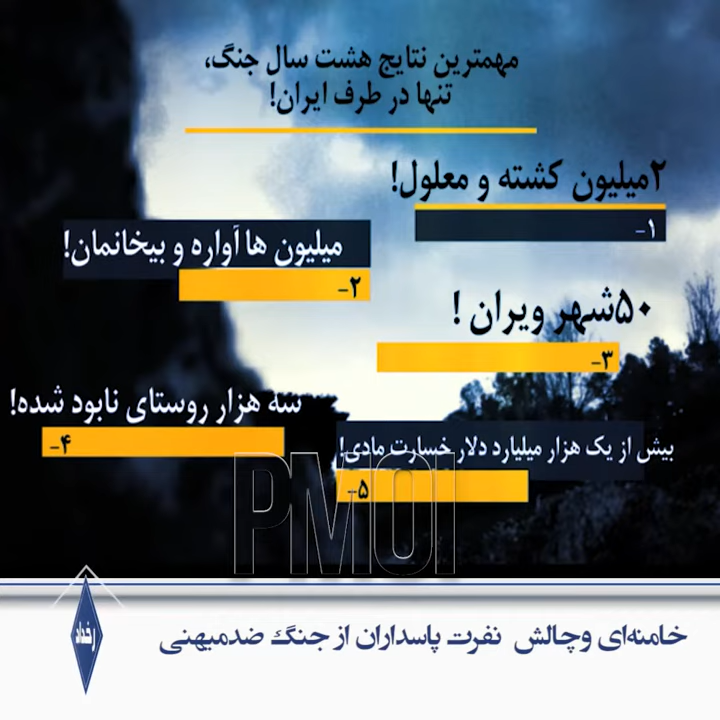 مهمترین نتایج هشت سال جنگ،
تنها در طرف ایران!
۲میلیون کشته و معلول!
۱-
میلیون ها آواره و بیخانمان!
۲-
۵۰شهر ویران !
۳-
سه هزار روستای نابود شده!
۴-
بیش از یک هزار میلیارد دلار خسارت مادی!
۵-
PMOI
رخداد
خامنه‌ای وچالش نفرت پاسداران از جنگ ضدمیهنی